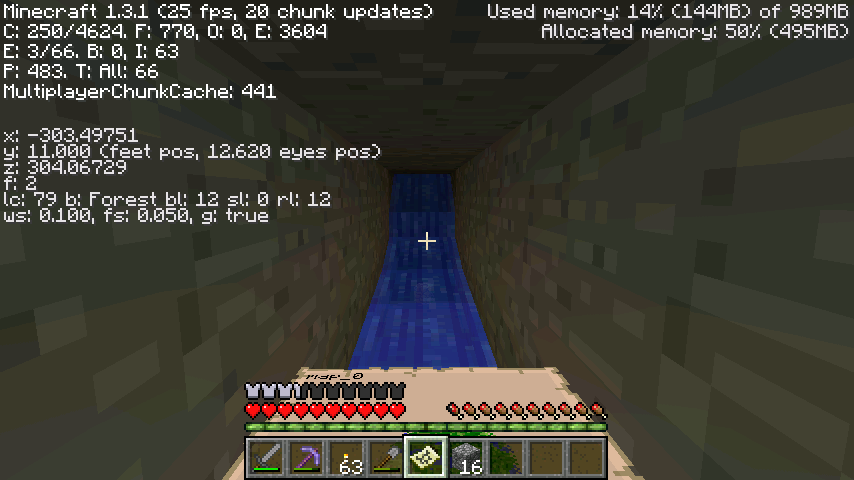 Minecraft 1.3.1 (25 fps, 20 chunk updates)
C: 250/4624. F: 770, O: 0, E: 3604
E: 3/66. B: 0, I: 63
P: 483. T: All: 66
MultiplayerChunkCache: 441
x: -303.49751
y: 11.000 (feet pos, 12.620 eyes pos)
z: 304.06729
f: 2
lc: 79 b: Forest bl: 12 sl: 0 rl: 12
ws: 0.100, fs: 0.050, g: true
Used memory: 14% (144MB) of 989MB
Allocated memory: 50% (495MB)
map_0
63
16